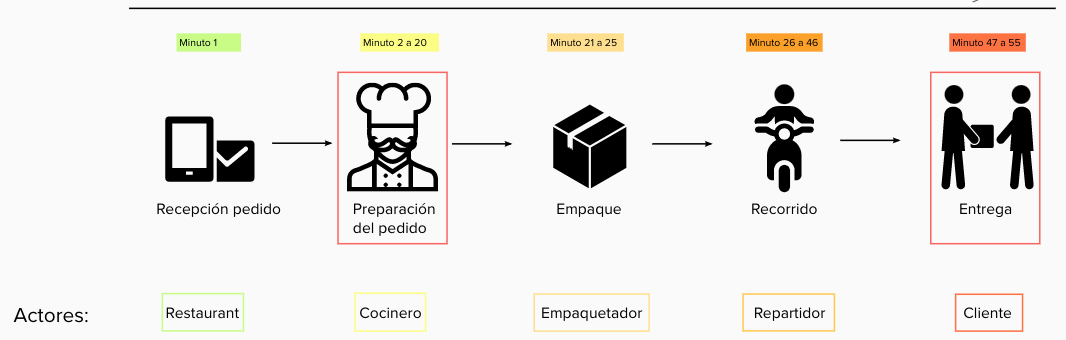 Minuto 1
Minuto 2 a 20
Minuto 21 a 25
Minuto 26 a 46
Minuto 47 a 55
Recepción pedido
Preparación
del pedido
Empaque
Recorrido
Entrega
Actores:
Restaurant
Cocinero
Empaquetador
Repartidor
Cliente